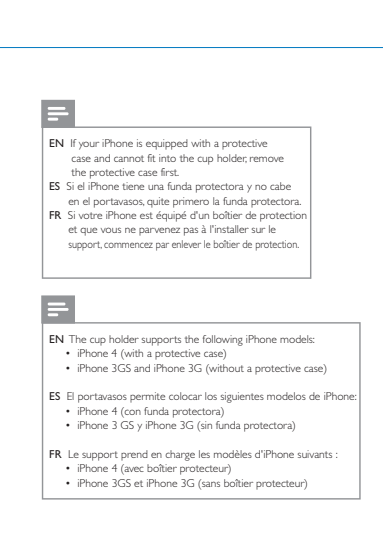 EN If your iPhone is equipped with a protective
case and cannot fit into the cup holder, remove
the protective case first.
ES Si el iPhone tiene una funda protectora y no cabe
en el portavasos, quite primero la funda protectora.
FR Si votre iPhone est équipé d'un boîtier de protection
et que vous ne parvenez pas à l'installer sur le
support, commencez par enlever le boîtier de protection.
EN The cup holder supports the following iPhone models:
• iPhone 4 (with a protective case)
• iPhone 3GS and iPhone 3G (without a protective case)
ES El portavasos permite colocar los siguientes modelos de iPhone:
• iPhone 4 (con funda protectora)
• iPhone 3 GS y iPhone 3G (sin funda protectora)
FR Le support prend en charge les modèles d'iPhone suivants :
• iPhone 4 (avec boîtier protecteur)
• iPhone 3GS et iPhone 3G (sans boîtier protecteur)